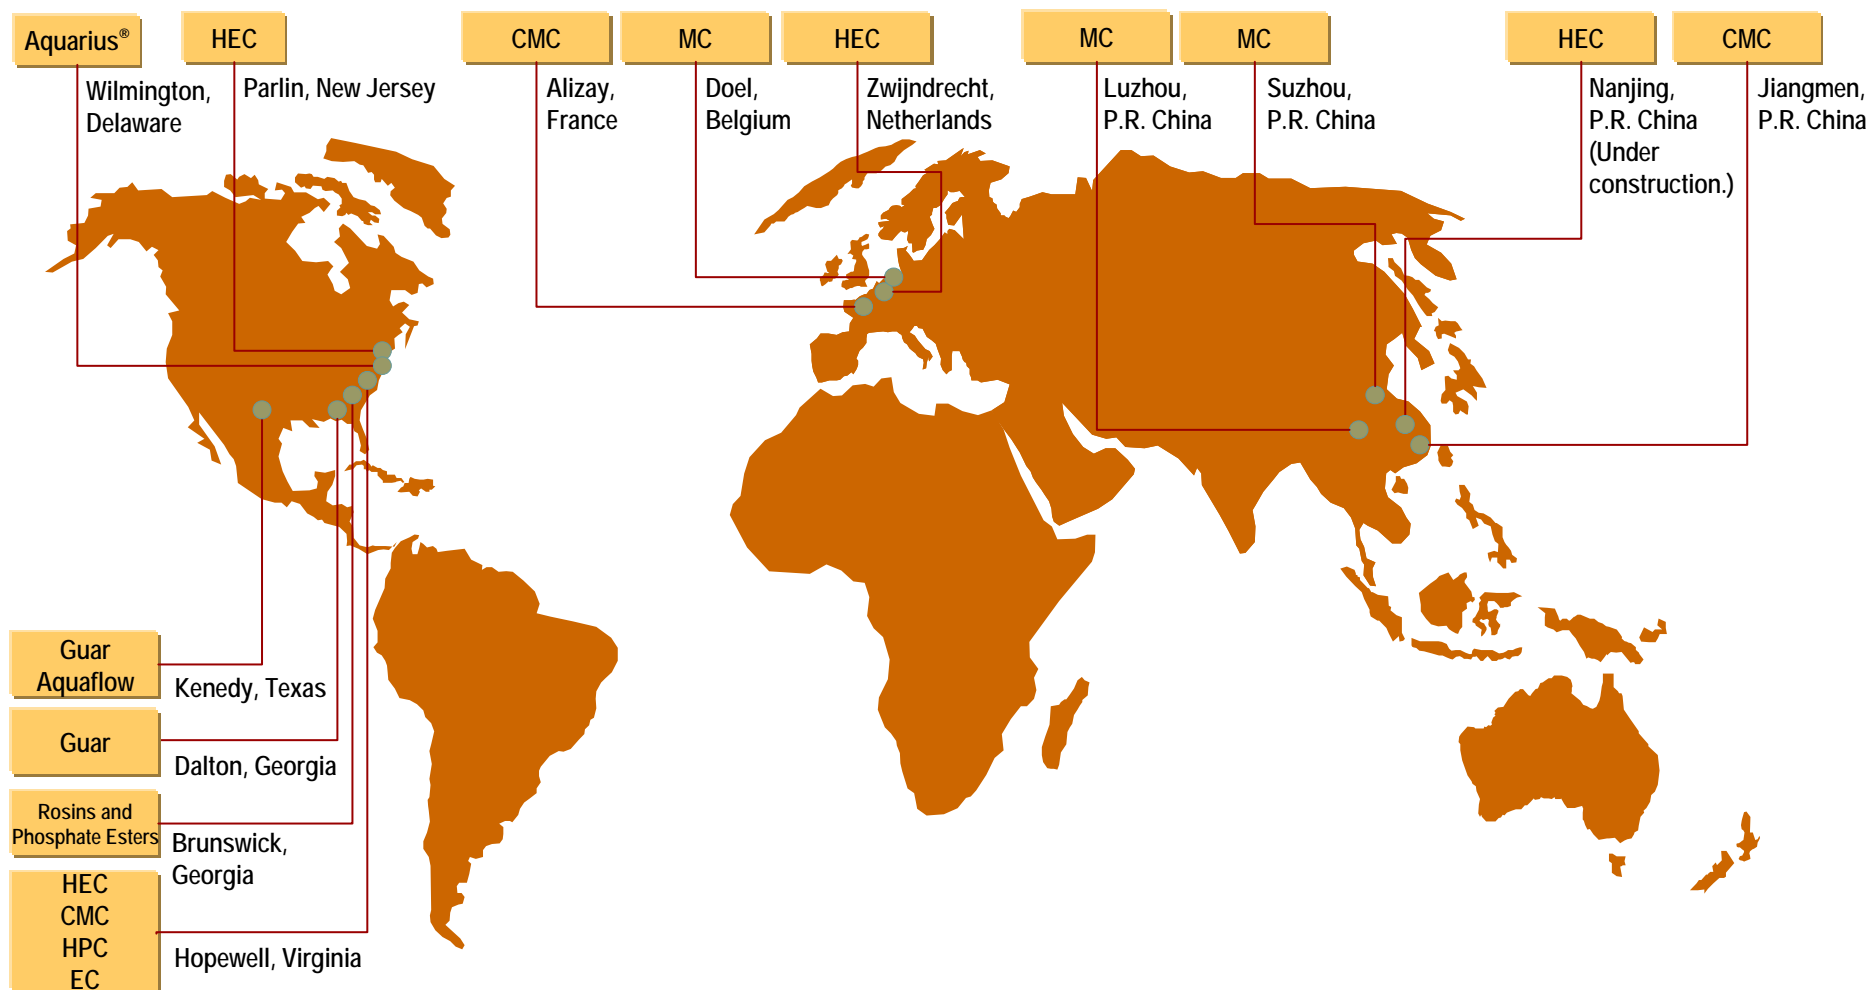 Aquarius®
Wilmington,
Delaware
HEC
Parlin, New Jersey
CMC
Alizay,
France
MC
Doel,
Belgium
HEC
Zwijndrecht,
Netherlands
MC
Luzhou,
P.R. China
MC
Suzhou,
P.R. China
HEC
Nanjing,
P.R. China
(Under
construction.)
CMC
Jiangmen,
P.R. China
Guar
Aquaflow
Kenedy, Texas
Guar
Dalton, Georgia
Rosins and
Phosphate Esters
Brunswick,
Georgia
HEC
CMC
HPC
EC
Hopewell, Virginia